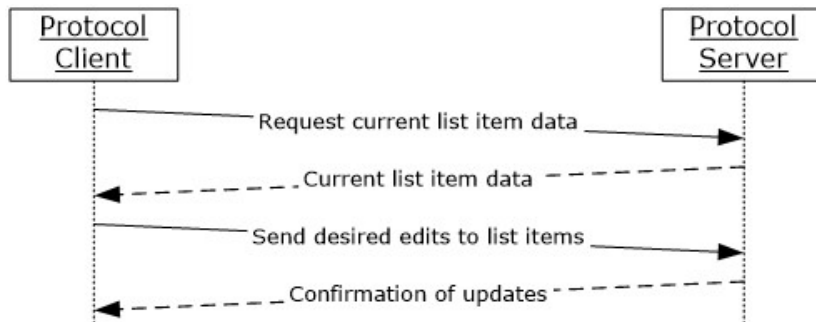 Protocol
Client
Protocol
Server
Request current list item data
Current list item data
Send desired edits to list items
Confirmation of updates